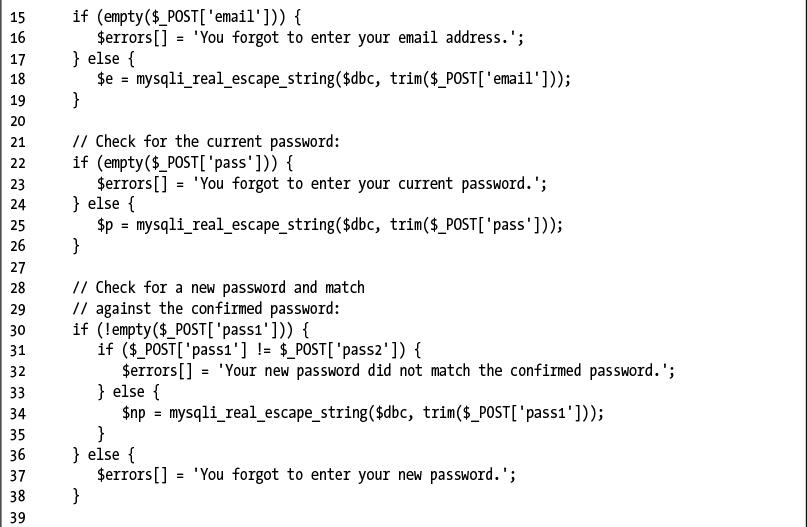 15 if (empty($_POST['email'])) {
16 $errors[] = 'You forgot to enter your email address.';
17 } else {
18 $e = mysqli_real_escape_string($dbc, trim($_POST['email']));
19 }
20
21 // Check for the current password:
22 if (empty($_POST['pass'])) {
23 $errors[] = 'You forgot to enter your current password.';
24 } else {
25 $p = mysqli_real_escape_string($dbc, trim($_POST['pass']));
26 }
27
28 // Check for a new password and match
29 // against the confirmed password:
30 if (!empty($_POST['pass1'])) {
31 if ($_POST['pass1'] != $_POST['pass2']) {
32 $errors[] = 'Your new password did not match the confirmed password.';
33 } else {
34 $np = mysqli_real_escape_string($dbc, trim($_POST['pass1']));
35 }
36 } else {
37 $errors[] = 'You forgot to enter your new password.';
38 }
39